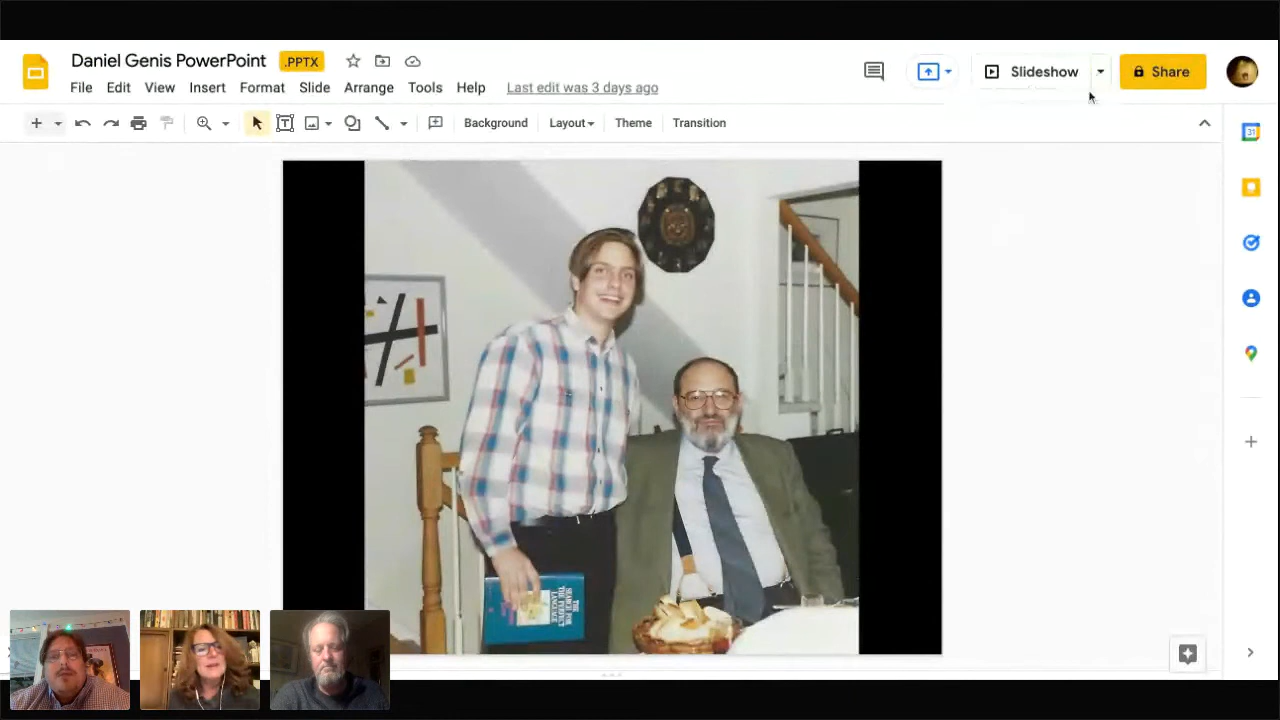 Daniel Genis PowerPoint .PPTX
Slideshow
Share
File Edit View Insert Format Slide Arrange Tools Help Last edit was 3 days ago
Background Layout Theme Transition
31
THE
SEARCH FOR
THE PERFECT
LANGUAGE